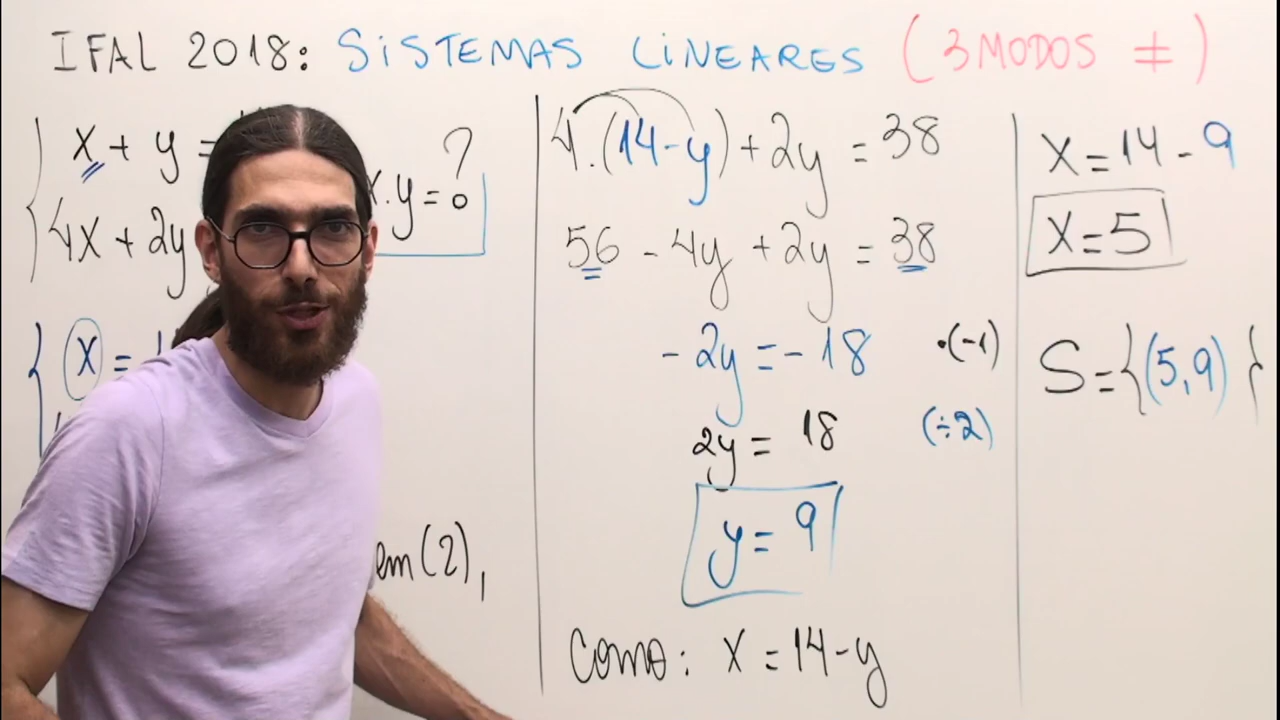 IFAL 2018: SISTEMAS LINEARES (3 MODOS ≠)
x + y =
4x + 2y
x.y = ?
x =
em (2),
4.(14-y) + 2y = 38
56 - 4y + 2y = 38
-2y = -18 •(-1)
2y = 18 (÷2)
y = 9
Como: x = 14-y
x = 14 - 9
x = 5
S = {(5,9)}